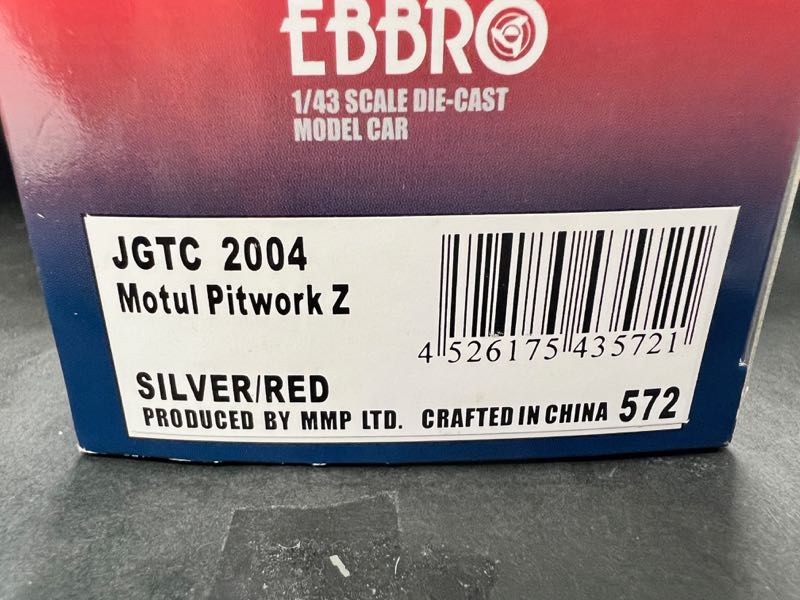 EBBRO
1/43 SCALE DIE-CAST
MODEL CAR
JGTC 2004
Motul Pitwork Z
4 526175 435721
SILVER/RED
PRODUCED BY MMP LTD. CRAFTED IN CHINA 572